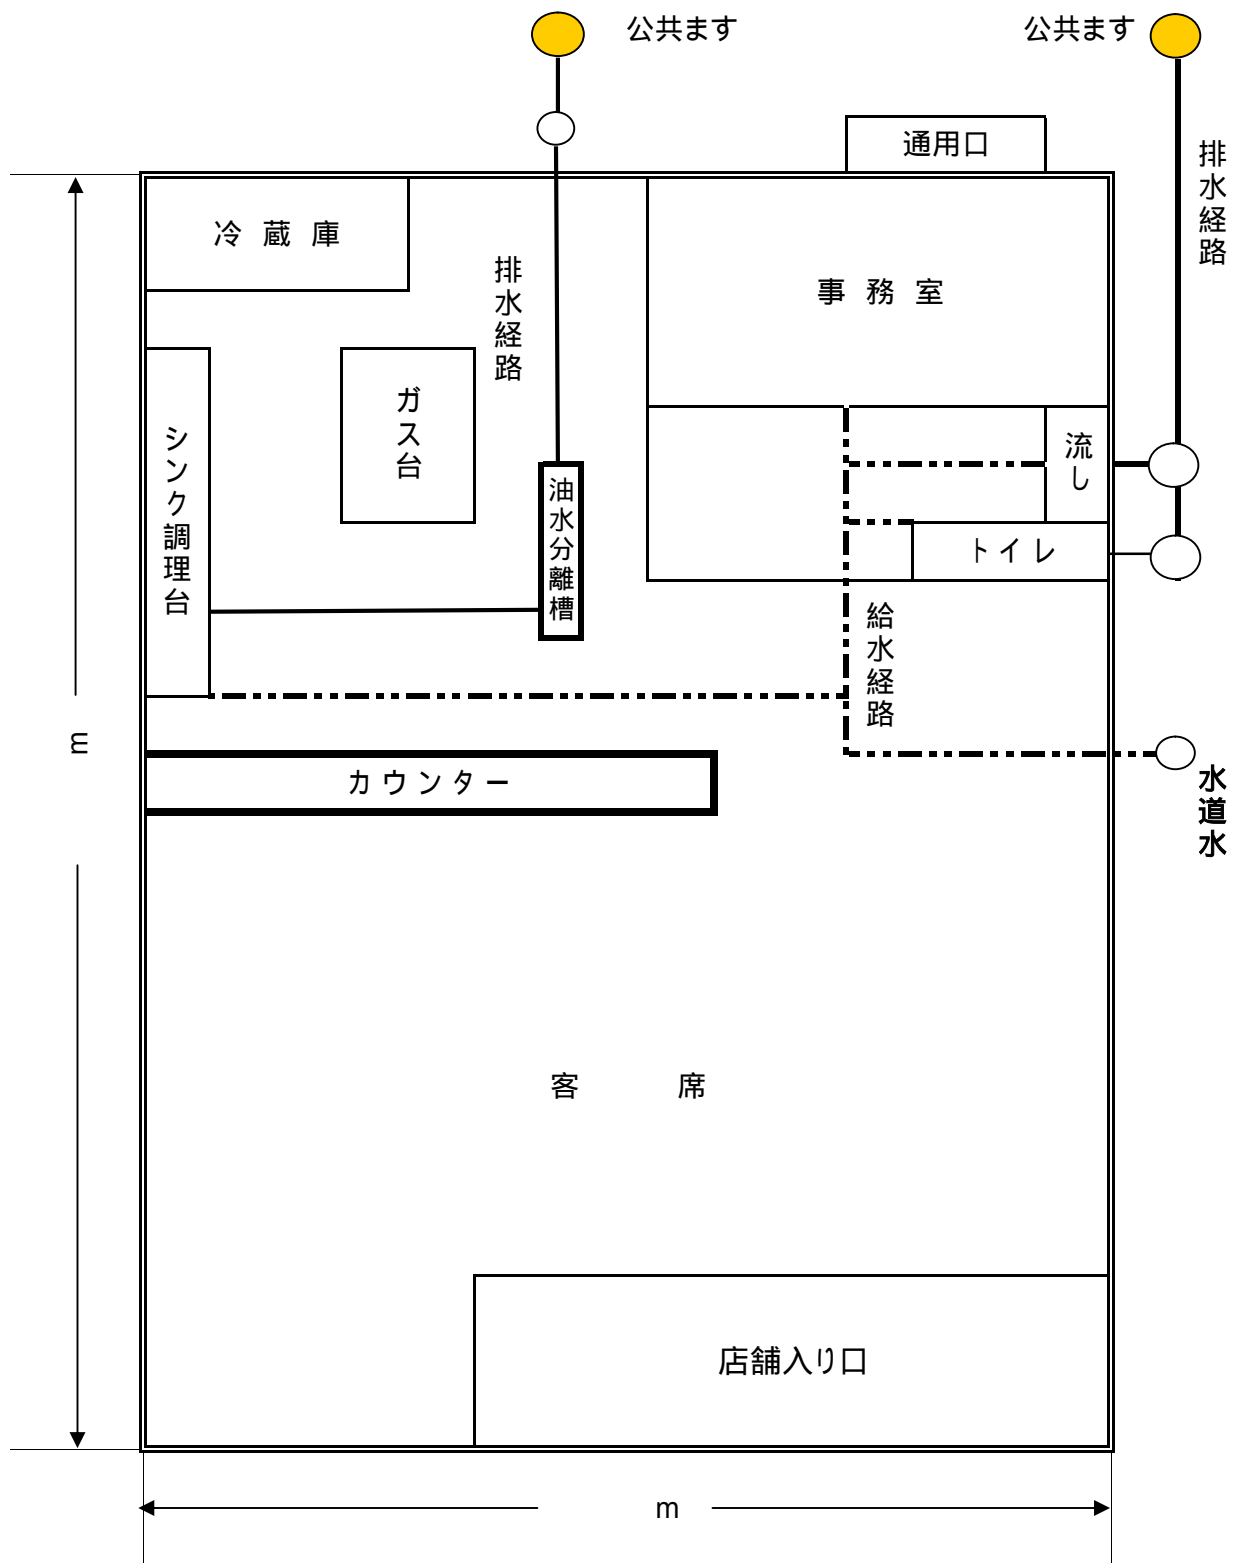 公共ます
公共ます
通用口
排水経路
冷蔵庫
排水経路
事務室
ガス台
シンク調理台
流し
油水分離槽
トイレ
給水経路
m
カウンター
水道水
客席
店舗入り口
m